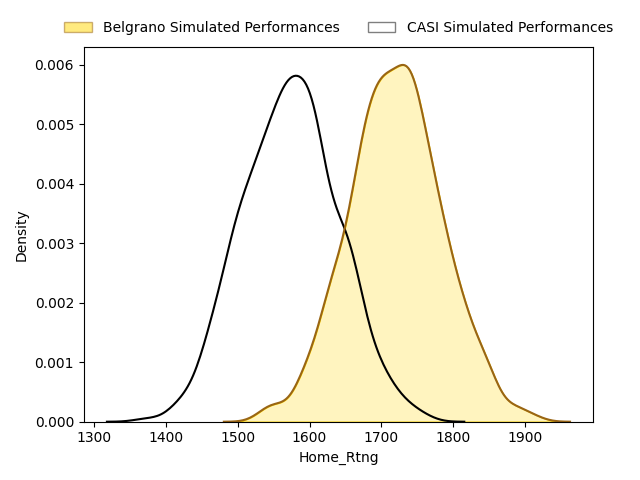 Belgrano Simulated Performances
CASI Simulated Performances
0.006
0.005
0.004
0.003
0.002
0.001
0.000
Density
1300 1400 1500 1600 1700 1800 1900
Home_Rtng